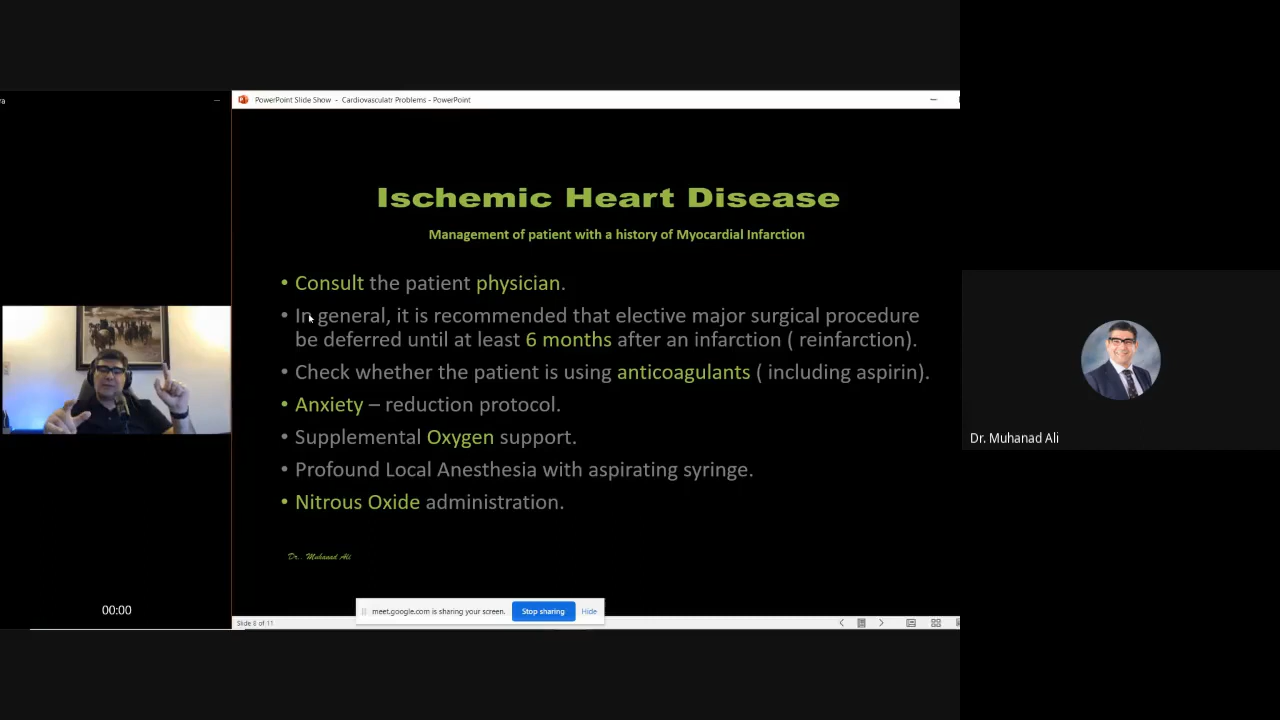 PowerPoint Slide Show - Cardiovasculatr Problems - PowerPoint
Ischemic Heart Disease
Management of patient with a history of Myocardial Infarction
• Consult the patient physician.
• In general, it is recommended that elective major surgical procedure
be deferred until at least 6 months after an infarction ( reinfarction).
• Check whether the patient is using anticoagulants ( including aspirin).
• Anxiety – reduction protocol.
• Supplemental Oxygen support.
• Profound Local Anesthesia with aspirating syringe.
• Nitrous Oxide administration.
Dr.. Muhanad Ali
00:00
meet.google.com is sharing your screen. Stop sharing Hide
Slide 8 of 11
Dr. Muhanad Ali